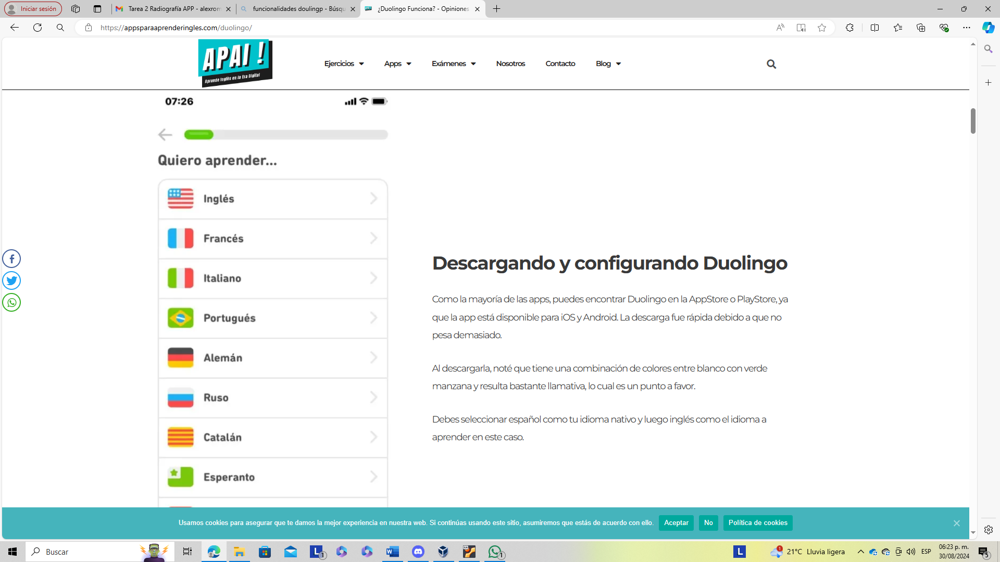 Iniciar sesión
Tarea 2 Radiografía APP - alexrom
funcionalidades doulingp - Búsqu
¿Duolingo Funciona? - Opiniones
https://appsparaaprenderingles.com/duolingo/
APAI !
Aprende Inglés en la Era Digital
Ejercicios
Apps
Exámenes
Nosotros
Contacto
Blog
07:26
Quiero aprender...
Inglés
Francés
Italiano
Portugués
Alemán
Ruso
Catalán
Esperanto
Descargando y configurando Duolingo
Como la mayoría de las apps, puedes encontrar Duolingo en la AppStore o PlayStore, ya
que la app está disponible para iOS y Android. La descarga fue rápida debido a que no
pesa demasiado.
Al descargarla, noté que tiene una combinación de colores entre blanco con verde
manzana y resulta bastante llamativa, lo cual es un punto a favor.
Debes seleccionar español como tu idioma nativo y luego inglés como el idioma a
aprender en este caso.
Usamos cookies para asegurar que te damos la mejor experiencia en nuestra web. Si continúas usando este sitio, asumiremos que estás de acuerdo con ello.
Aceptar
No
Política de cookies
Buscar
L
1
1
L
1
21°C Lluvia ligera
ESP
06:23 p. m.
30/08/2024
5